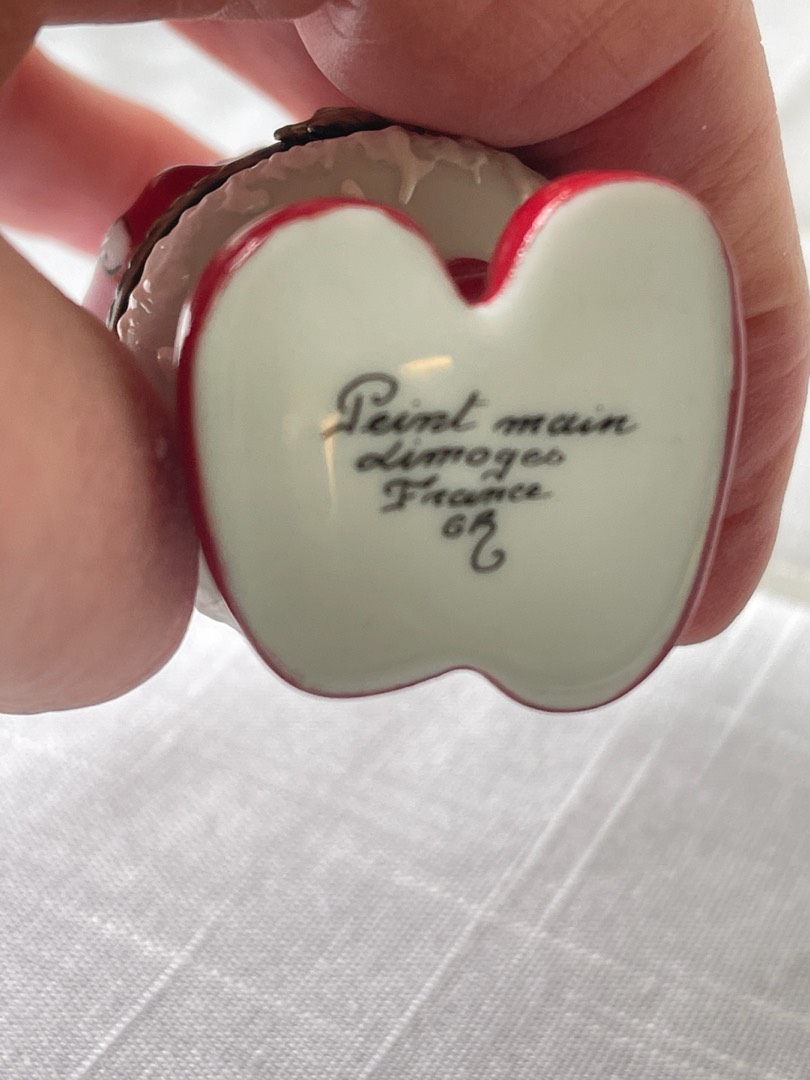 Peint main
Limoges
France
GR